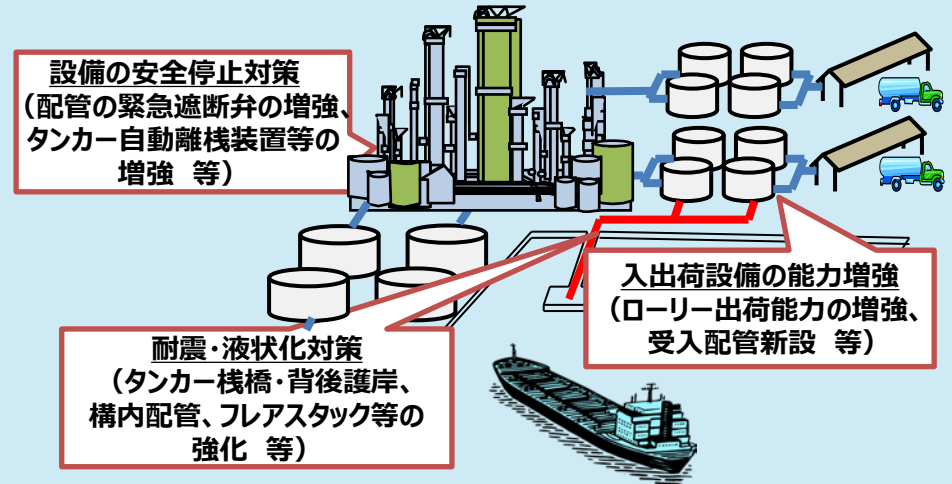 設備の安全停止対策
（配管の緊急遮断弁の増強、
タンカー自動離桟装置等の
増強　等）
入出荷設備の能力増強
（ローリー出荷能力の増強、
受入配管新設　等）
耐震・液状化対策
（タンカー桟橋・背後護岸、
構内配管、フレアスタック等の
強化　等）